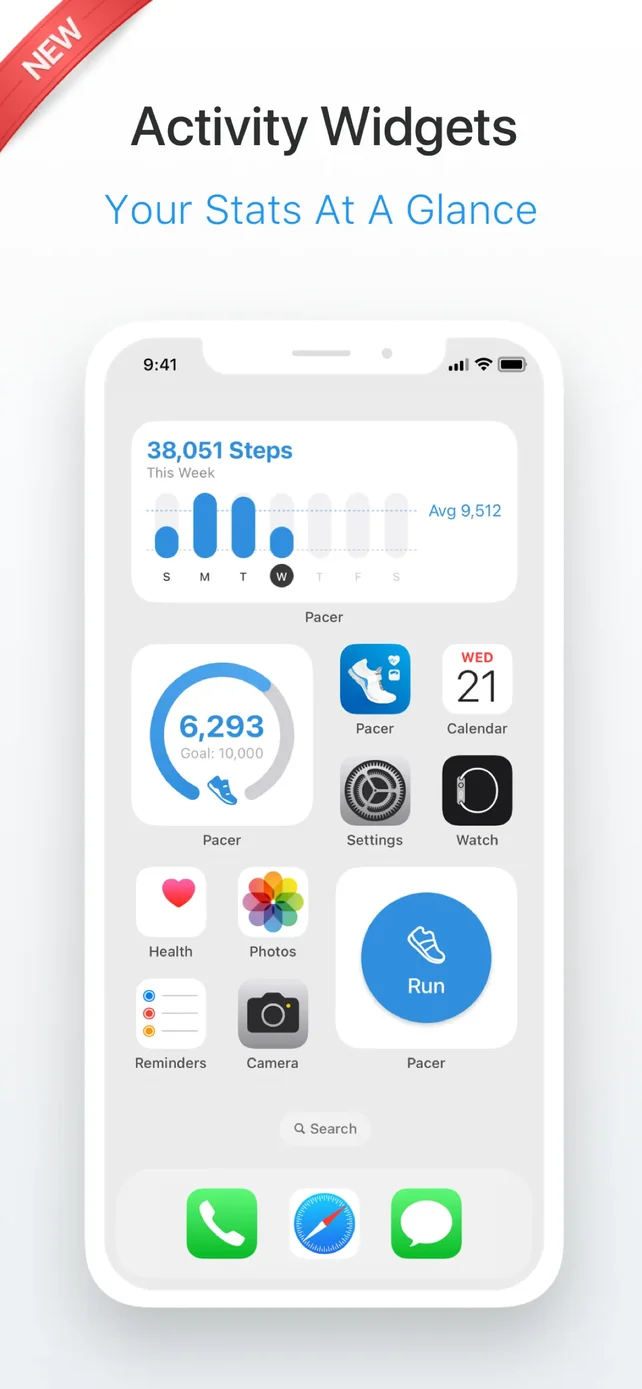 NEW
Activity Widgets
Your Stats At A Glance
9:41
38,051 Steps
This Week
Avg 9,512
S M T W T F S
Pacer
6,293
Goal: 10,000
Pacer
Pacer
WED
21
Calendar
Settings
Watch
Health
Photos
Reminders
Camera
Run
Pacer
Search